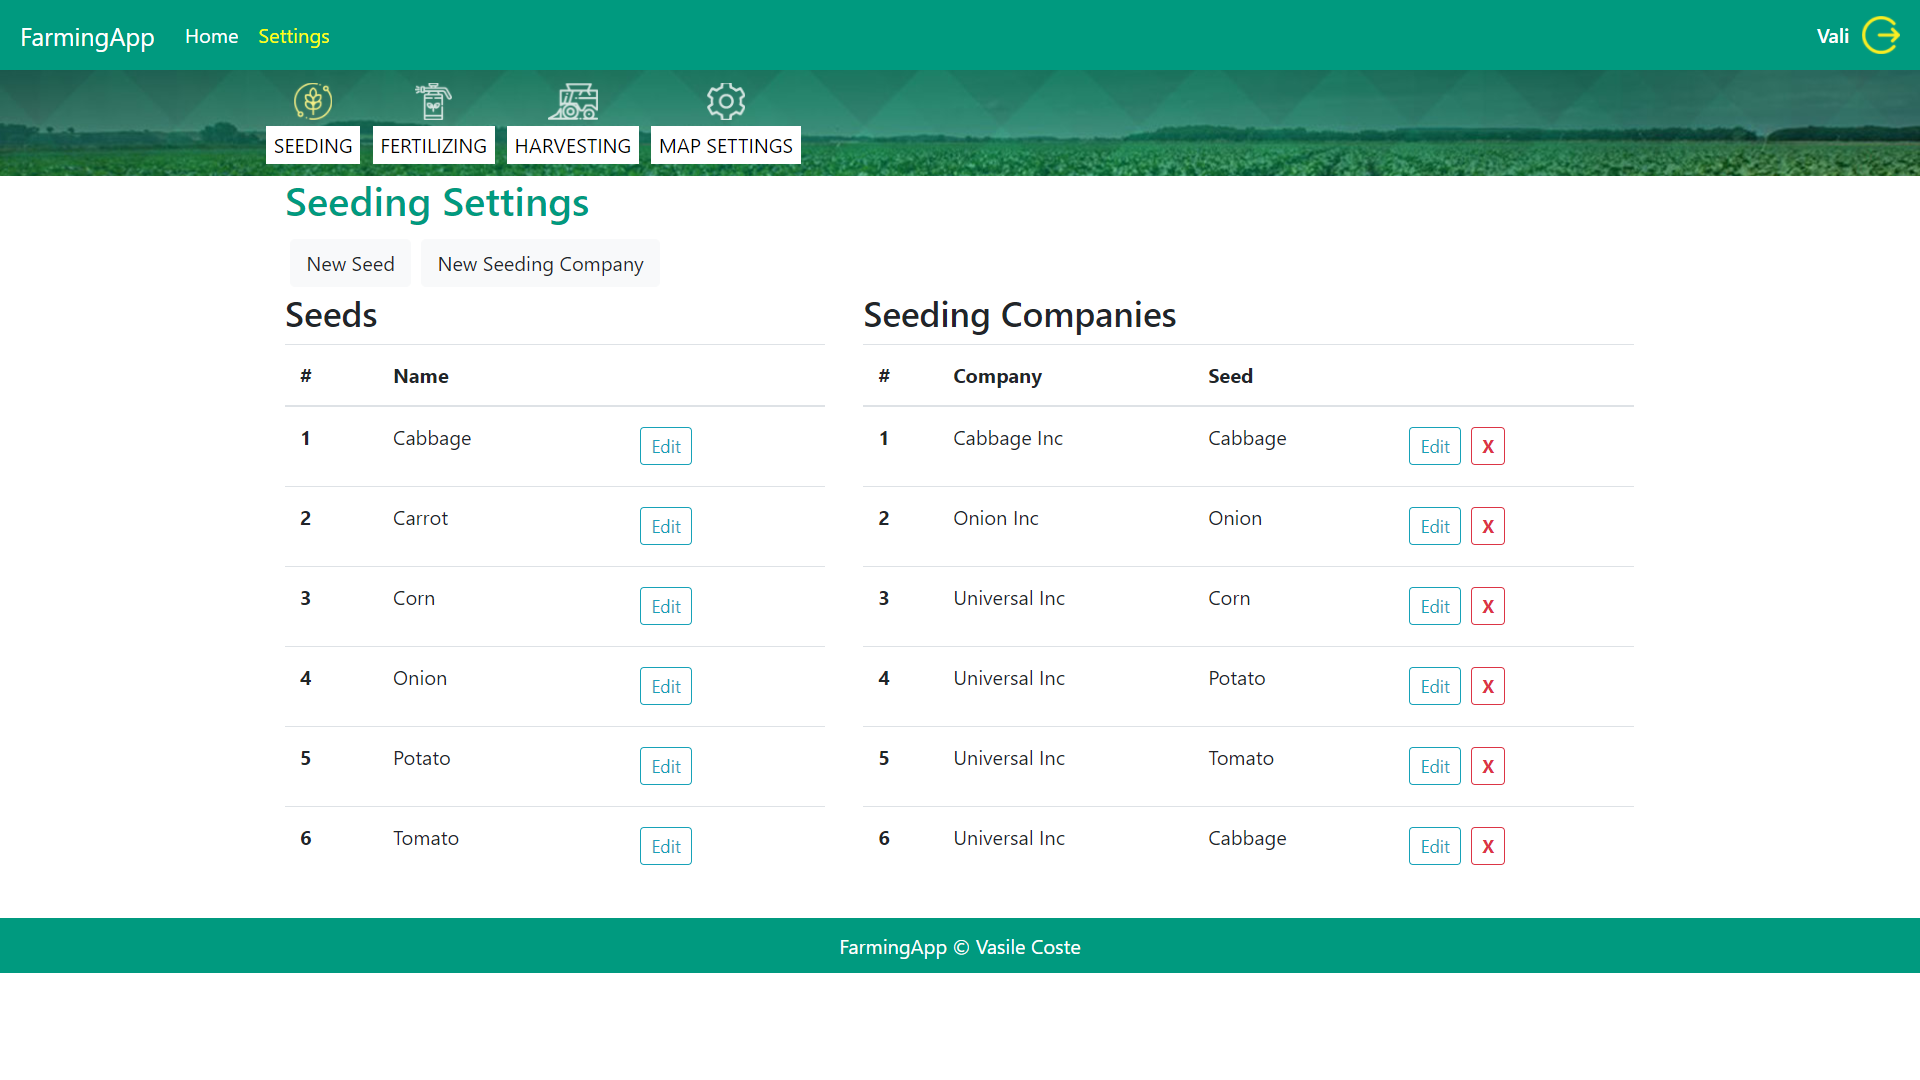 FarmingApp Home Settings Vali
SEEDING FERTILIZING HARVESTING MAP SETTINGS
Seeding Settings
New Seed New Seeding Company
Seeds
# Name
1 Cabbage Edit
2 Carrot Edit
3 Corn Edit
4 Onion Edit
5 Potato Edit
6 Tomato Edit
Seeding Companies
# Company Seed
1 Cabbage Inc Cabbage Edit X
2 Onion Inc Onion Edit X
3 Universal Inc Corn Edit X
4 Universal Inc Potato Edit X
5 Universal Inc Tomato Edit X
6 Universal Inc Cabbage Edit X
FarmingApp © Vasile Coste